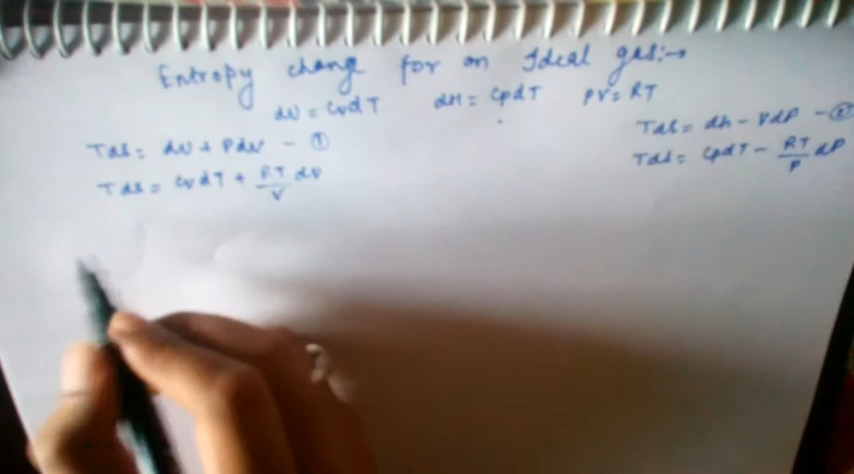 Entropy change for an Ideal gas:→
dU = CvdT dH = CpdT PV = RT
Tds = dU + PdV - ①
Tds = CvdT + RT/V dV
Tds = dh - VdP - ②
Tds = CpdT - RT/P dP